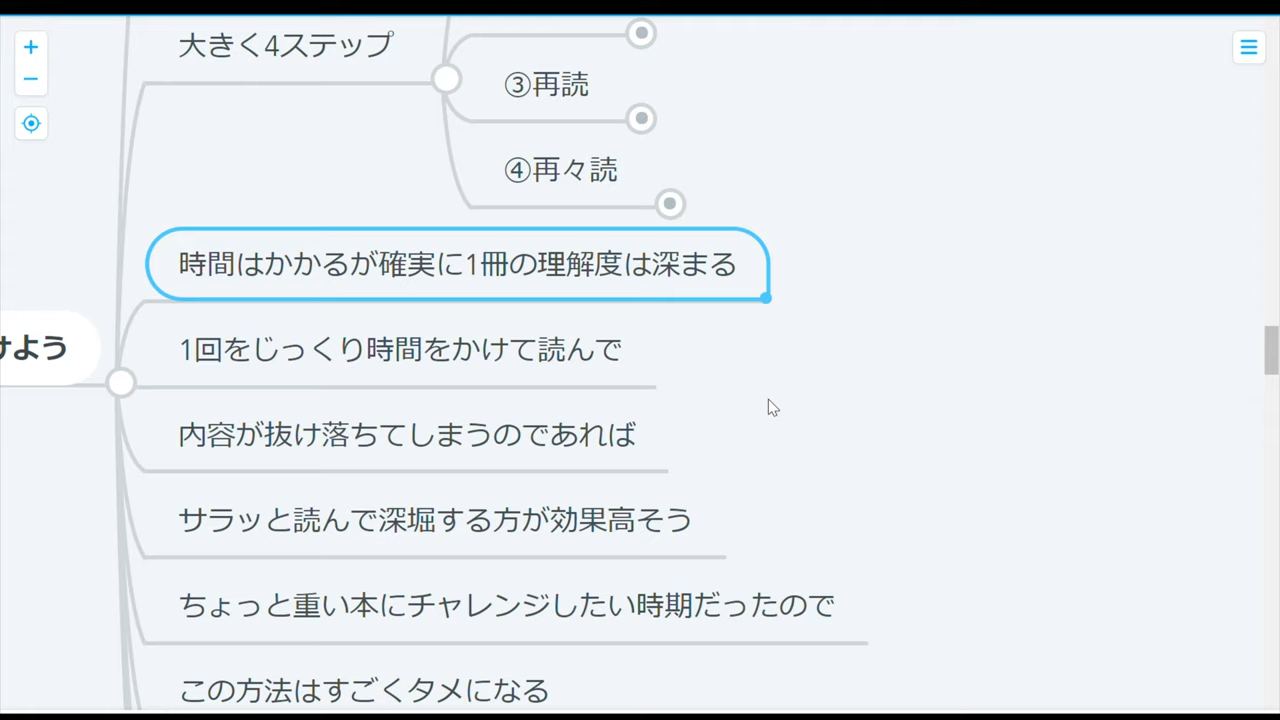 大きく4ステップ
③再読
④再々読
時間はかかるが確実に1冊の理解度は深まる
けよう
1回をじっくり時間をかけて読んで
内容が抜け落ちてしまうのであれば
サラッと読んで深堀する方が効果高そう
ちょっと重い本にチャレンジしたい時期だったので
この方法はすごくタメになる